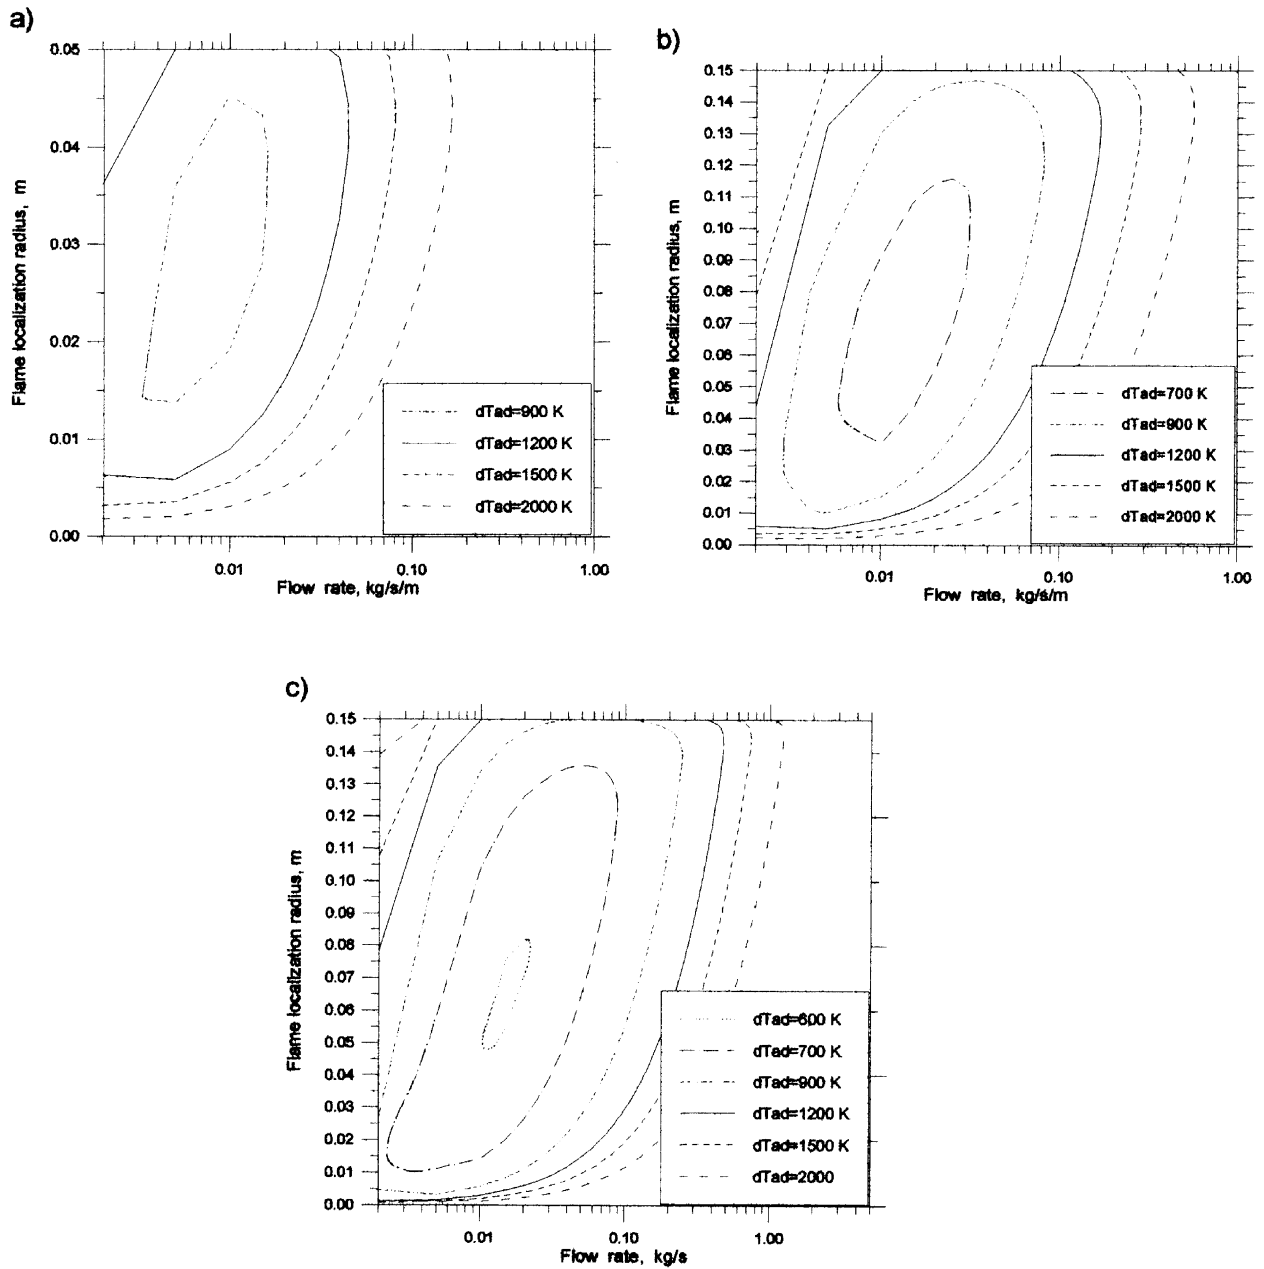 a)
0.05
0.04
0.03
0.02
0.01
0.00
Flame localization radius, m
0.01
0.10
1.00
Flow rate, kg/s/m
dTad=900 K
dTad=1200 K
dTad=1500 K
dTad=2000 K
b)
0.15
0.14
0.13
0.12
0.11
0.10
0.09
0.08
0.07
0.06
0.05
0.04
0.03
0.02
0.01
0.00
Flame localization radius, m
0.01
0.10
1.00
Flow rate, kg/s/m
dTad=700 K
dTad=900 K
dTad=1200 K
dTad=1500 K
dTad=2000 K
c)
0.15
0.14
0.13
0.12
0.11
0.10
0.09
0.08
0.07
0.06
0.05
0.04
0.03
0.02
0.01
0.00
Flame localization radius, m
0.01
0.10
1.00
Flow rate, kg/s
dTad=600 K
dTad=700 K
dTad=900 K
dTad=1200 K
dTad=1500 K
dTad=2000